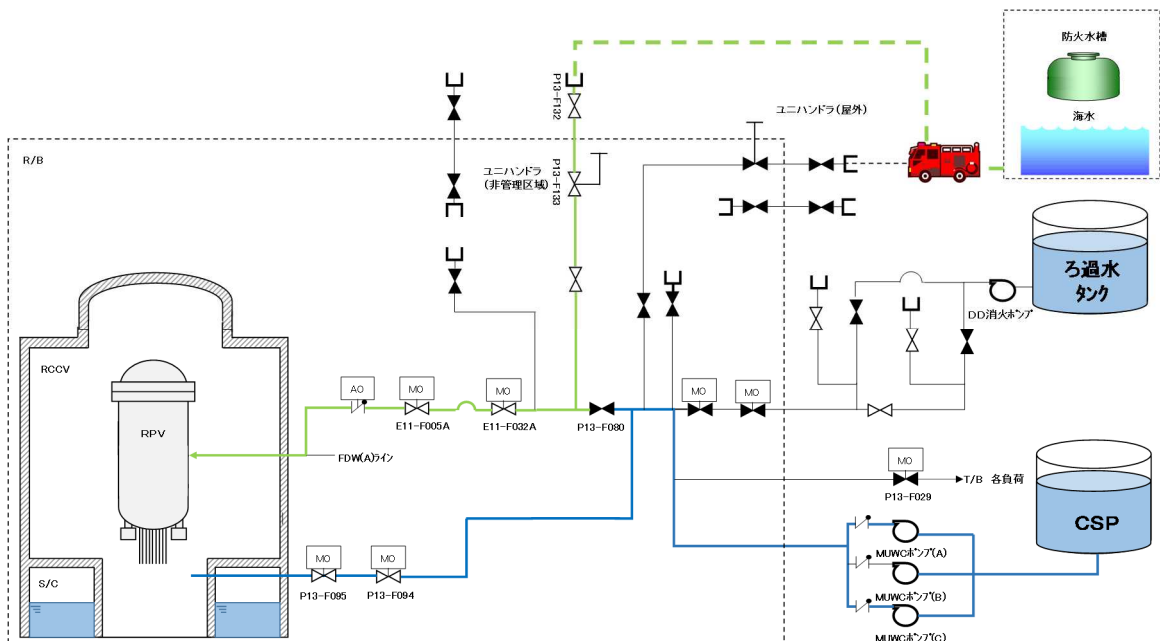 防火水槽
海水
P13-F132
ユニハンドラ(屋外)
R/B
ユニハンドラ
(非管理区域)
P13-F133
ろ過水
タンク
DD消火ポンプ
RCCV
AO
MO
MO
MO
MO
E11-F005A
E11-F032A
P13-F080
RPV
FDW(A)ライン
MO
T/B 各負荷
P13-F029
CSP
MUWCポンプ(A)
MO
MO
S/C
P13-F095
P13-F094
MUWCポンプ(B)
MUWCポンプ(C)